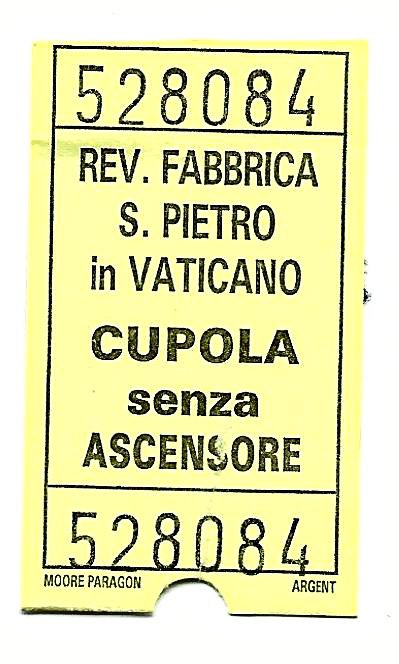 528084
REV. FABBRICA
S. PIETRO
in VATICANO
CUPOLA
senza
ASCENSORE
528084
MOORE PARAGON ARGENT